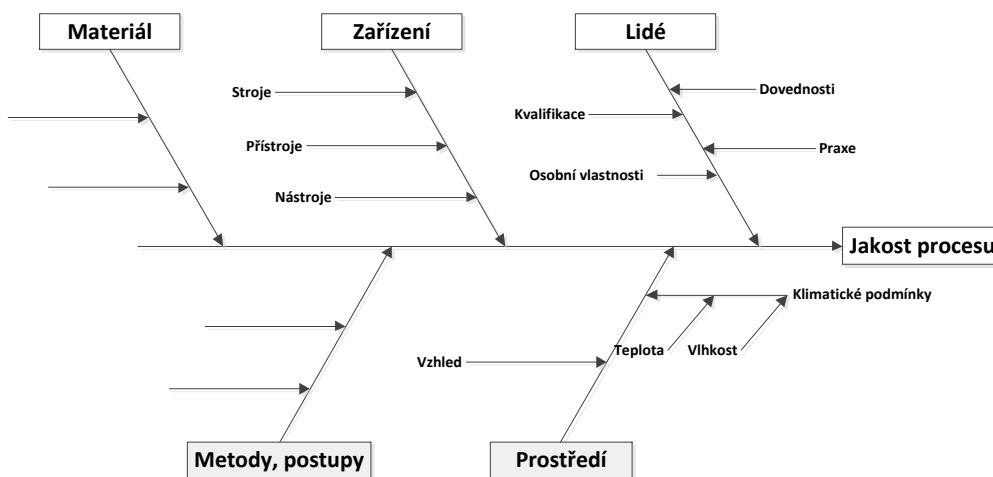 Materiál
Zařízení
Lidé
Stroje
Dovednosti
Kvalifikace
Přístroje
Praxe
Osobní vlastnosti
Nástroje
Jakost procesu
Klimatické podmínky
Teplota
Vlhkost
Vzhled
Metody, postupy
Prostředí